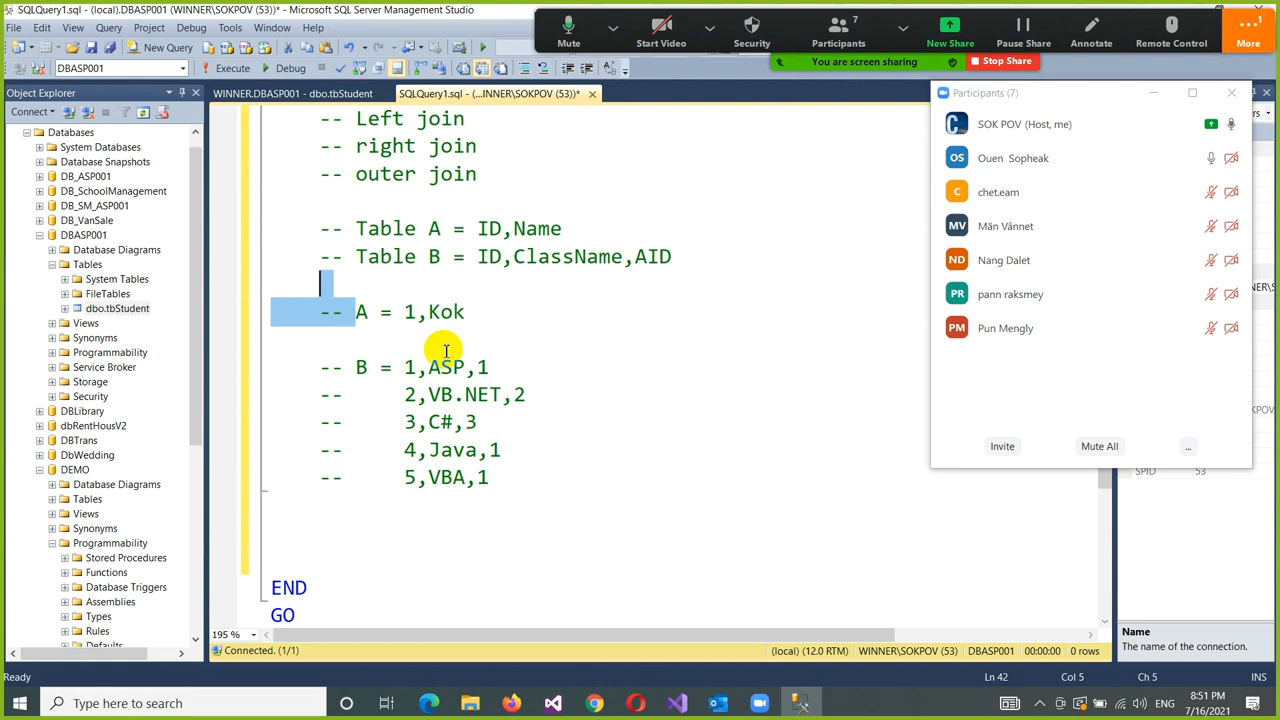 SQLQuery1.sql - (local).DBASP001 (WINNER\SOKPOV (53))* - Microsoft SQL Server Management Studio
File Edit View Query Project Debug Tools Window Help
New Query
DBASP001
Execute
Debug
Mute
Start Video
Security
7
Participants
New Share
Pause Share
Annotate
Remote Control
1
More
You are screen sharing
Stop Share
Object Explorer
Connect
Databases
System Databases
Database Snapshots
DB_ASP001
DB_SchoolManagement
DB_SM_ASP001
DB_VanSale
DBASP001
Database Diagrams
Tables
System Tables
FileTables
dbo.tbStudent
Views
Synonyms
Programmability
Service Broker
Storage
Security
DBLibrary
dbRentHousV2
DBTrans
DbWedding
DEMO
Database Diagrams
Tables
Views
Synonyms
Programmability
Stored Procedures
Functions
Database Triggers
Assemblies
Types
Rules
Defaults
WINNER.DBASP001 - dbo.tbStudent
SQLQuery1.sql - (...INNER\SOKPOV (53))*
-- Left join
-- right join
-- outer join
-- Table A = ID,Name
-- Table B = ID,ClassName,AID
-- A = 1,Kok
-- B = 1,ASP,1
-- 2,VB.NET,2
-- 3,C#,3
-- 4,Java,1
-- 5,VBA,1
END
GO
195 %
Connected. (1/1)
(local) (12.0 RTM)
WINNER\SOKPOV (53)
DBASP001
00:00:00
0 rows
Participants (7)
SOK POV (Host, me)
OS Ouen Sopheak
C chet.eam
MV Män Vånnet
ND Nang Dalet
PR pann raksmey
PM Pun Mengly
Invite
Mute All
...
SPID 53
Name
The name of the connection.
Ready
Ln 42
Col 5
Ch 5
INS
Type here to search
ENG
8:51 PM
7/16/2021